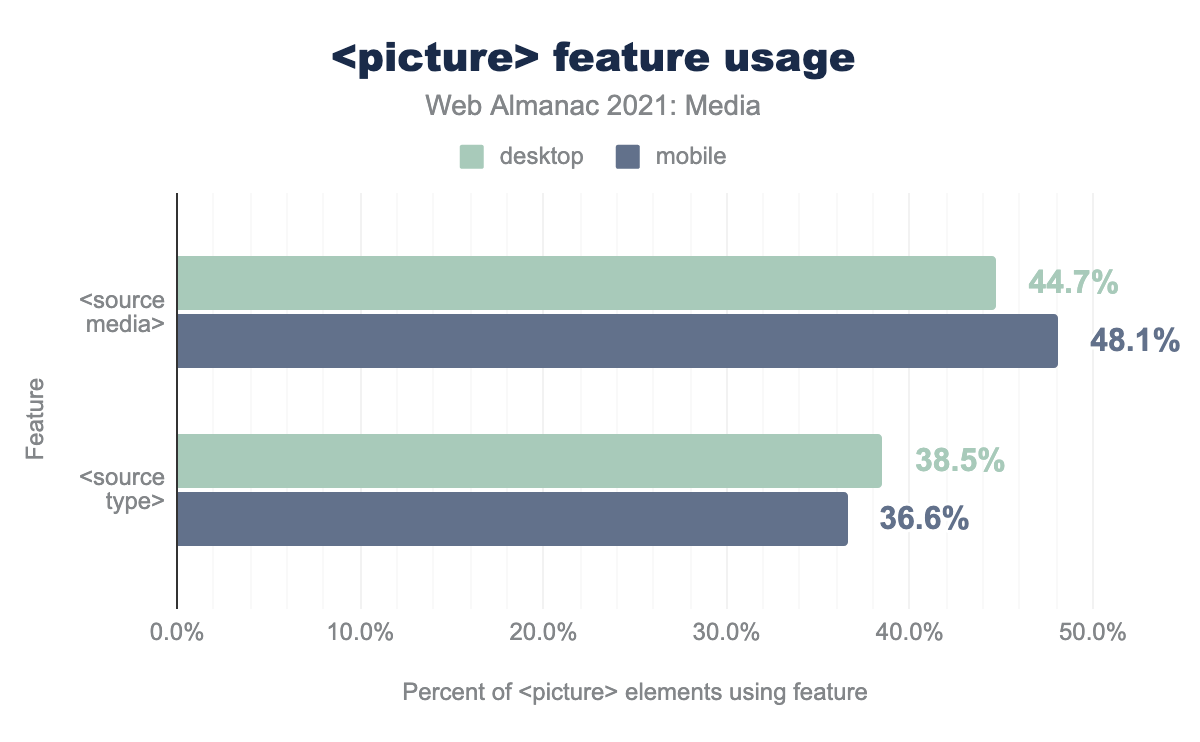 <picture> feature usage
Web Almanac 2021: Media
desktop
mobile
<source
media>
44.7%
48.1%
Feature
<source
type>
38.5%
36.6%
0.0%
10.0%
20.0%
30.0%
40.0%
50.0%
Percent of <picture> elements using feature